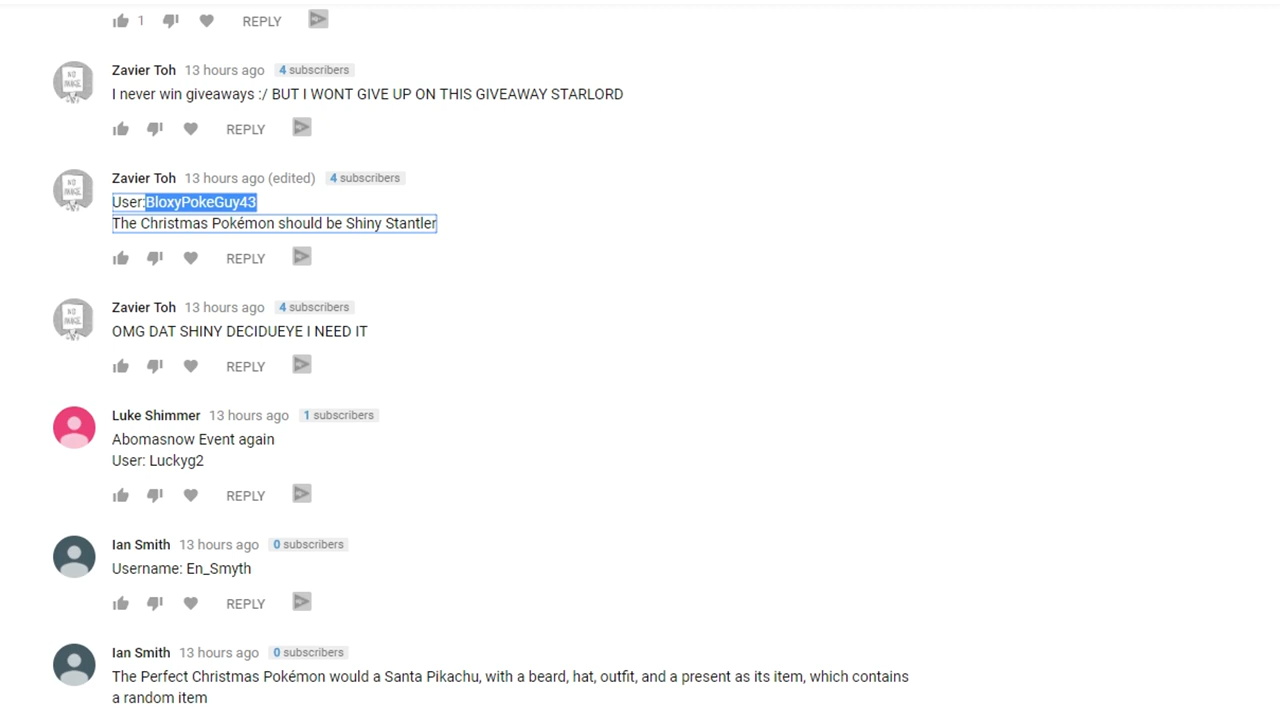 1 REPLY
Zavier Toh 13 hours ago 4 subscribers
I never win giveaways :/ BUT I WONT GIVE UP ON THIS GIVEAWAY STARLORD
REPLY
Zavier Toh 13 hours ago (edited) 4 subscribers
User:BloxyPokeGuy43
The Christmas Pokémon should be Shiny Stantler
REPLY
Zavier Toh 13 hours ago 4 subscribers
OMG DAT SHINY DECIDUEYE I NEED IT
REPLY
Luke Shimmer 13 hours ago 1 subscribers
Abomasnow Event again
User: Luckyg2
REPLY
Ian Smith 13 hours ago 0 subscribers
Username: En_Smyth
REPLY
Ian Smith 13 hours ago 0 subscribers
The Perfect Christmas Pokémon would a Santa Pikachu, with a beard, hat, outfit, and a present as its item, which contains
a random item